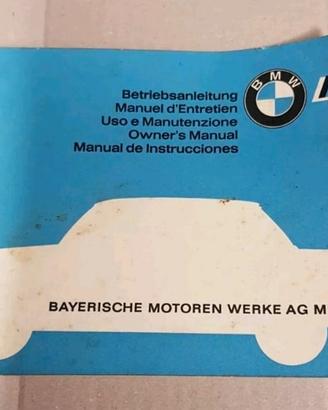 BMW
Betriebsanleitung
Manuel d'Entretien
Uso e Manutenzione
Owner's Manual
Manual de Instrucciones
BAYERISCHE MOTOREN WERKE AG M